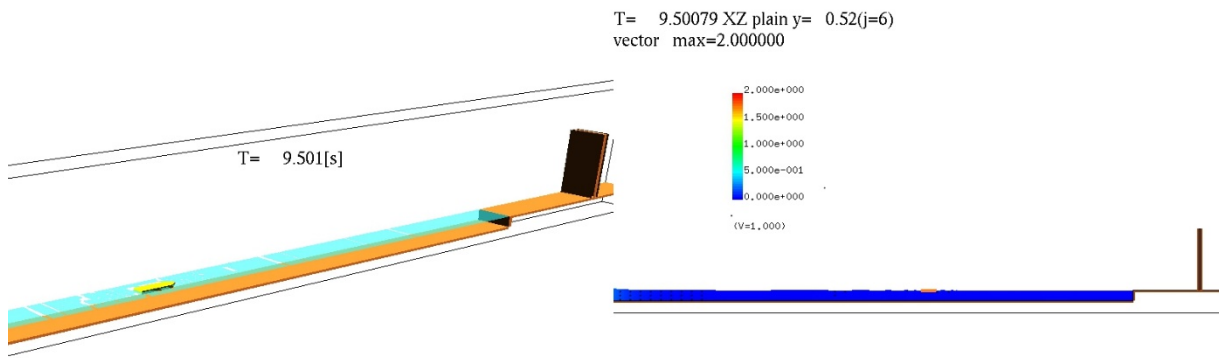 T= 9.50079 XZ plain y= 0.52(j=6)
vector max=2.000000
2.000e+000
1.500e+000
1.000e+000
5.000e-001
0.000e+000
(V=1.000)
T= 9.501[s]